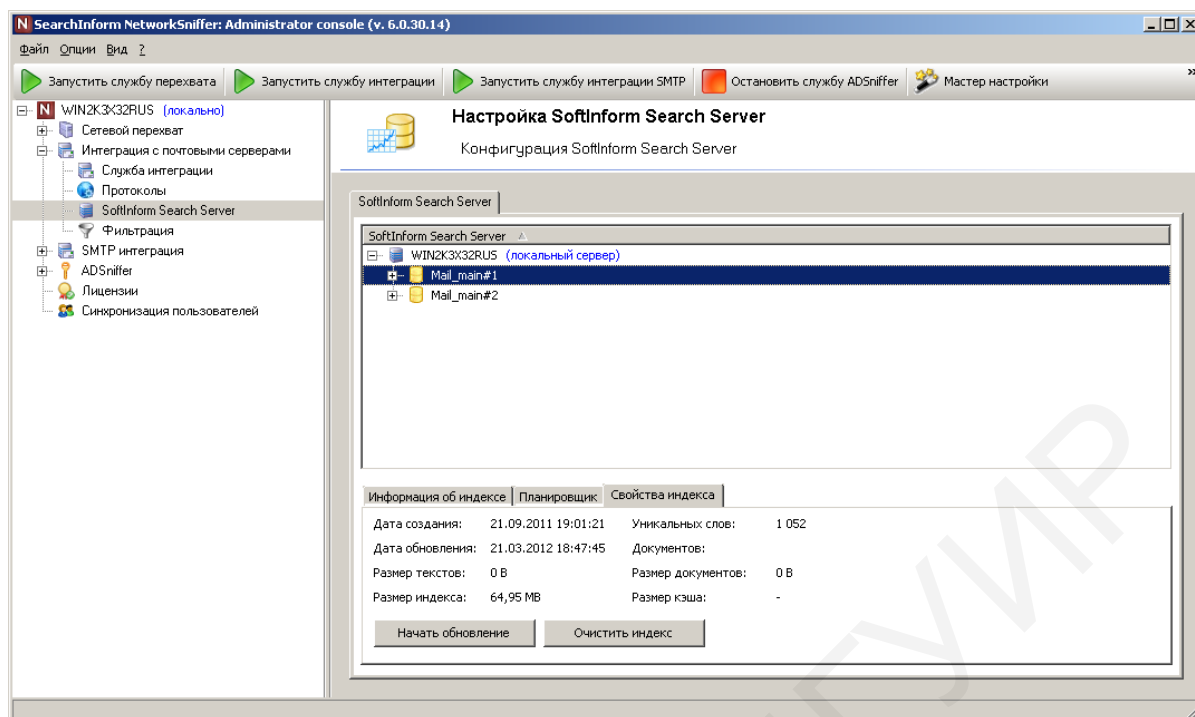 SearchInform NetworkSniffer: Administrator console (v. 6.0.30.14)
Файл Опции Вид ?
Запустить службу перехвата Запустить службу интеграции Запустить службу интеграции SMTP Остановить службу ADSniffer Мастер настройки »
WIN2K3X32RUS (локально)
Сетевой перехват
Интеграция с почтовыми серверами
Служба интеграции
Протоколы
SoftInform Search Server
Фильтрация
SMTP интеграция
ADSniffer
Лицензии
Синхронизация пользователей
Настройка SoftInform Search Server
Конфигурация SoftInform Search Server
SoftInform Search Server
SoftInform Search Server
WIN2K3X32RUS (локальный сервер)
Mail_main#1
Mail_main#2
Информация об индексе Планировщик Свойства индекса
Дата создания: 21.09.2011 19:01:21 Уникальных слов: 1 052
Дата обновления: 21.03.2012 18:47:45 Документов:
Размер текстов: 0 B Размер документов: 0 B
Размер индекса: 64,95 MB Размер кэша: -
Начать обновление Очистить индекс
ГУИР